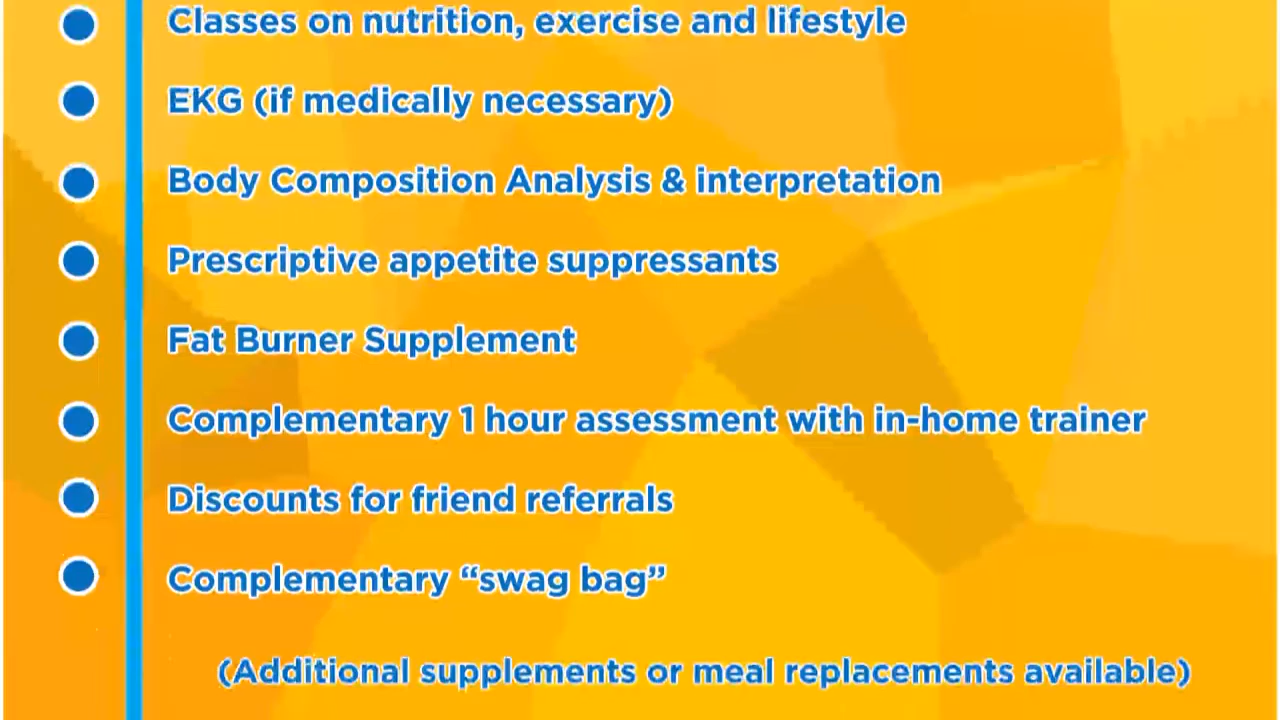 Classes on nutrition, exercise and lifestyle
EKG (if medically necessary)
Body Composition Analysis & interpretation
Prescriptive appetite suppressants
Fat Burner Supplement
Complementary 1 hour assessment with in-home trainer
Discounts for friend referrals
Complementary “swag bag”
(Additional supplements or meal replacements available)